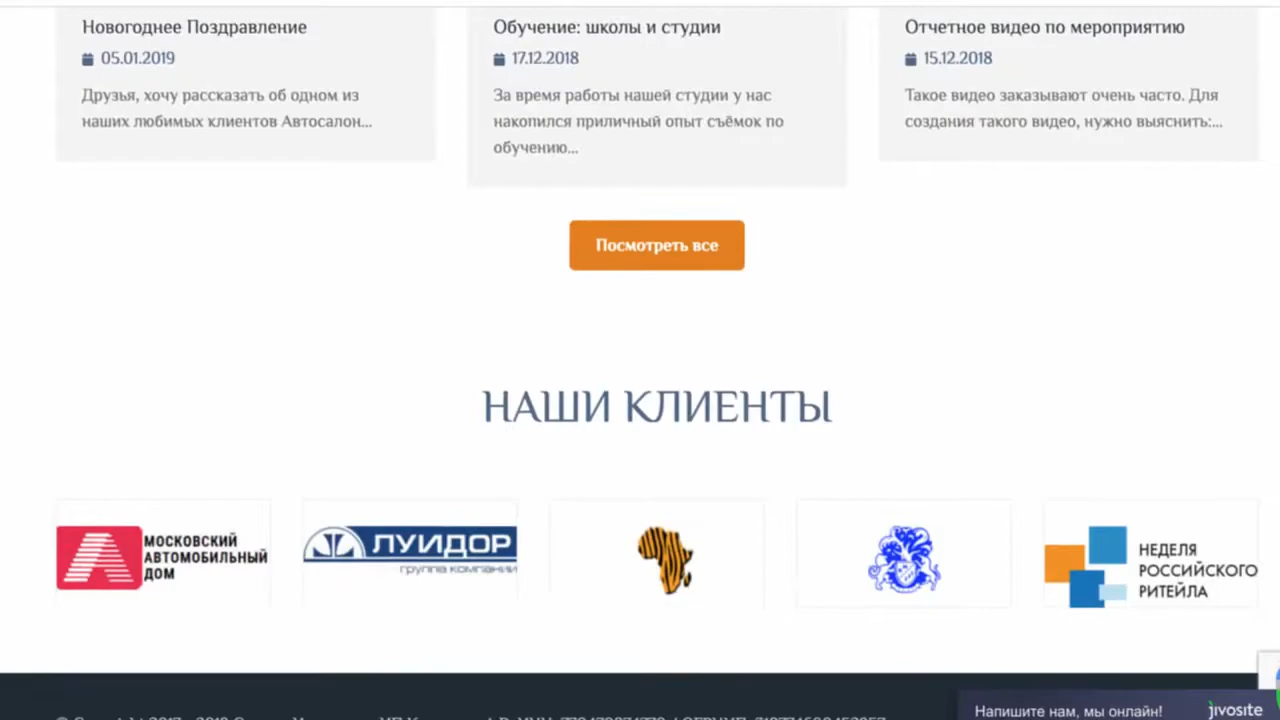 Новогоднее Поздравление
05.01.2019
Друзья, хочу рассказать об одном из
наших любимых клиентов Автосалон...
Обучение: школы и студии
17.12.2018
За время работы нашей студии у нас
накопился приличный опыт съёмок по
обучению...
Отчетное видео по мероприятию
15.12.2018
Такое видео заказывают очень часто. Для
создания такого видео, нужно выяснить:...
Посмотреть все
НАШИ КЛИЕНТЫ
МОСКОВСКИЙ
АВТОМОБИЛЬНЫЙ
ДОМ
ЛУИДОР
группа компании
НЕДЕЛЯ
РОССИЙСКОГО
РИТЕЙЛА
Напишите нам, мы онлайн!
jivosite